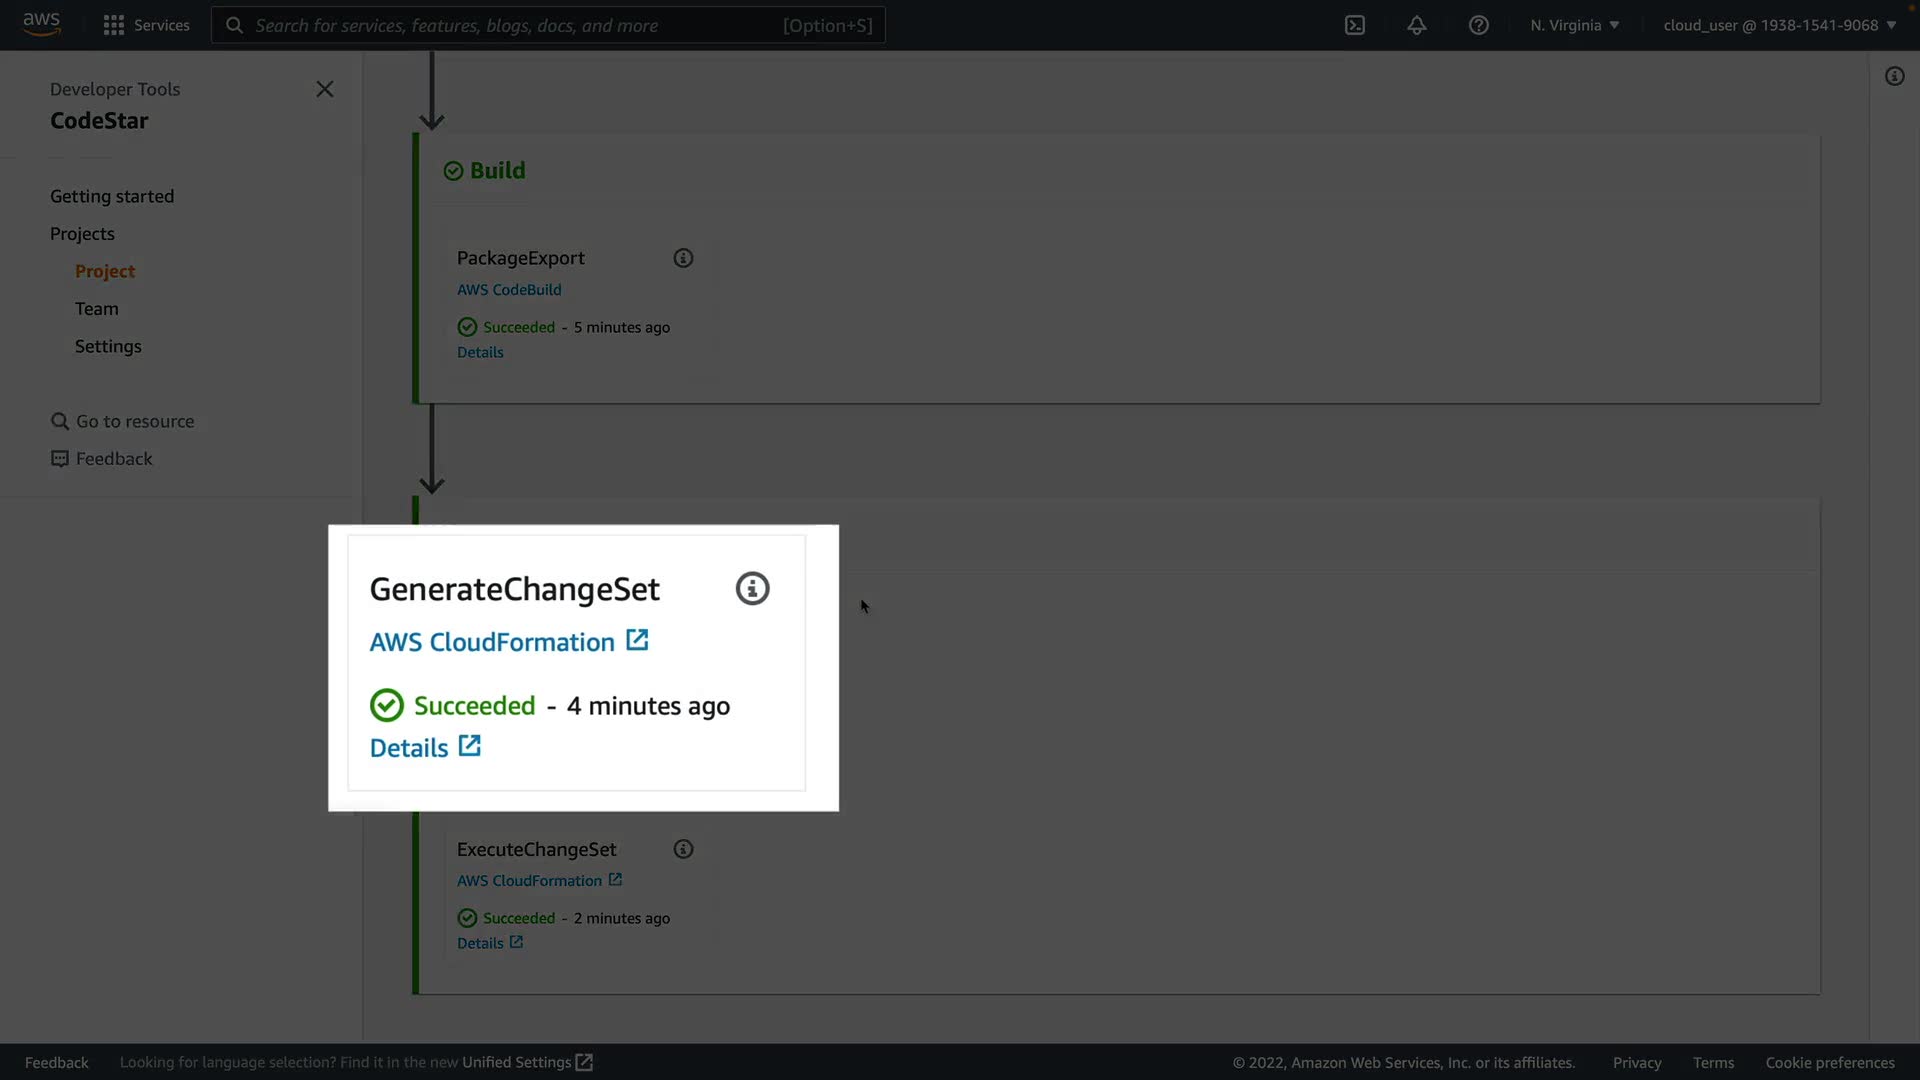 aws
Services
Search for services, features, blogs, docs, and more
[Option+S]
N. Virginia
cloud_user @ 1938-1541-9068
Developer Tools
CodeStar
Getting started
Projects
Project
Team
Settings
Go to resource
Feedback
Build
PackageExport
AWS CodeBuild
Succeeded - 5 minutes ago
Details
GenerateChangeSet
AWS CloudFormation
Succeeded - 4 minutes ago
Details
ExecuteChangeSet
AWS CloudFormation
Succeeded - 2 minutes ago
Details
Feedback
Looking for language selection? Find it in the new Unified Settings
© 2022, Amazon Web Services, Inc. or its affiliates.
Privacy
Terms
Cookie preferences